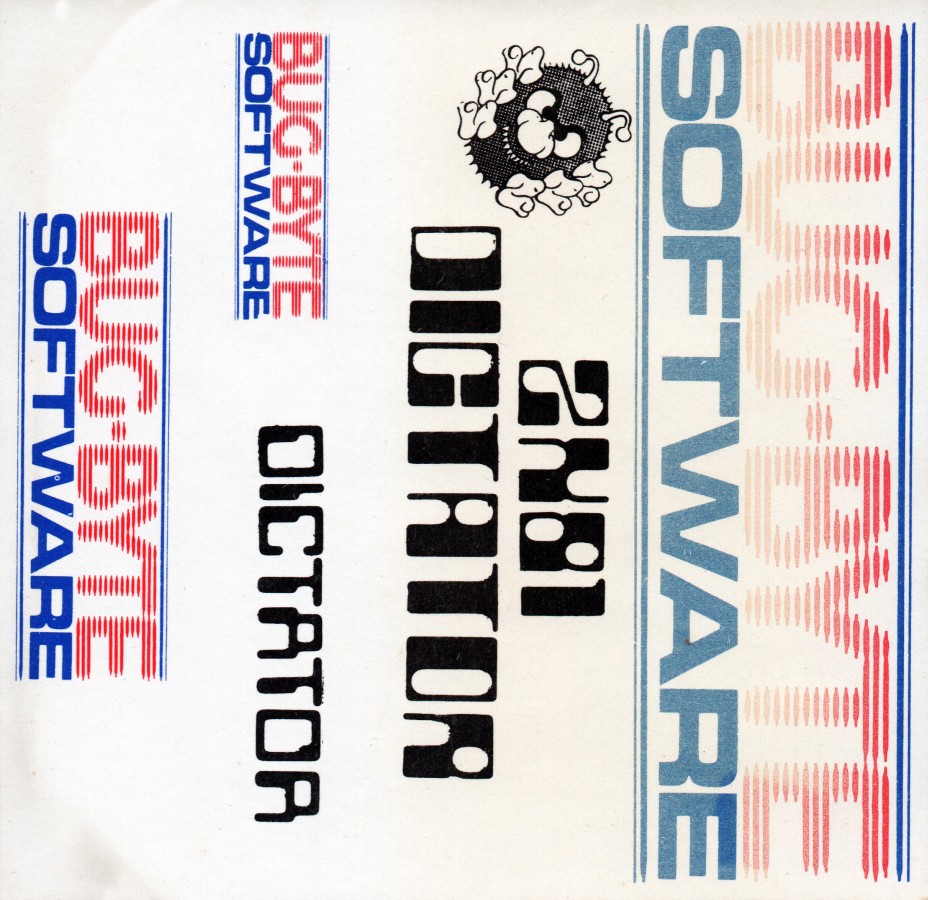 BUG-BYTE
SOFTWARE
ZX81
DICTATOR
BUG-BYTE
SOFTWARE
DICTATOR
BUG-BYTE
SOFTWARE